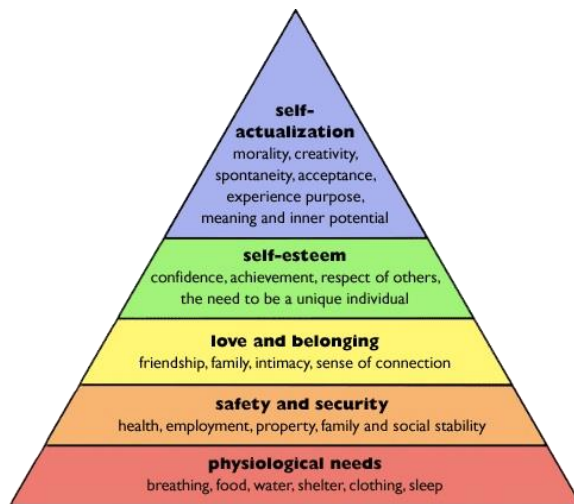 self-
actualization
morality, creativity,
spontaneity, acceptance,
experience purpose,
meaning and inner potential
self-esteem
confidence, achievement, respect of others,
the need to be a unique individual
love and belonging
friendship, family, intimacy, sense of connection
safety and security
health, employment, property, family and social stability
physiological needs
breathing, food, water, shelter, clothing, sleep